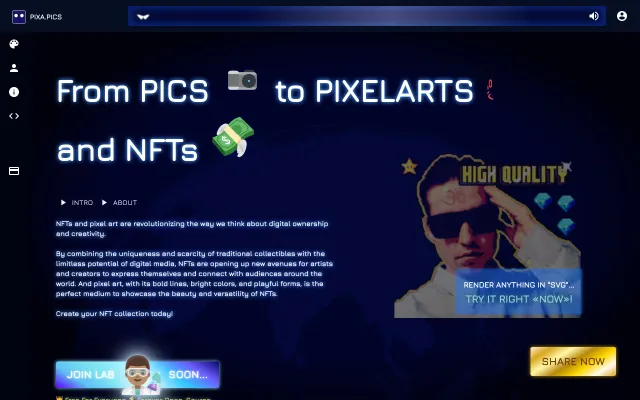 PIXA.PICS
From PICS to PIXELARTS
and NFTs
HIGH QUALITY
INTRO ABOUT
NFTs and pixel art are revolutionizing the way we think about digital ownership
and creativity.
By combining the uniqueness and scarcity of traditional collectibles with the
limitless potential of digital media, NFTs are opening up new avenues for artists
and creators to express themselves and connect with audiences around the
world. And pixel art, with its bold lines, bright colors, and playful forms, is the
perfect medium to showcase the beauty and versatility of NFTs.
Create your NFT collection today!
RENDER ANYTHING IN "SVG"...
TRY IT RIGHT «NOW»!
SHARE NOW
JOIN LAB SOON...